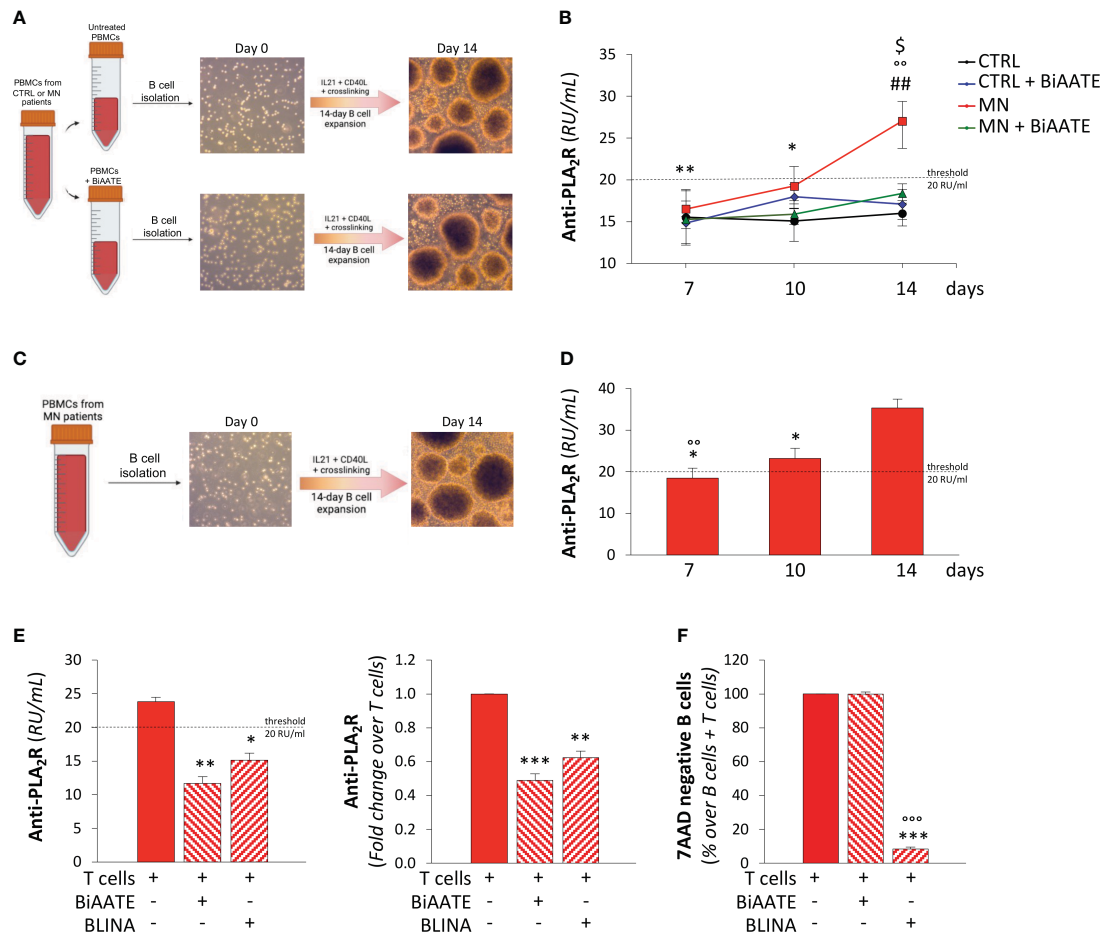 A
Untreated
PBMCs
PBMCs from
CTRL or MN
patients
B cell
isolation
Day 0
IL21 + CD40L
+ crosslinking
14-day B cell
expansion
Day 14
PBMCs
+ BiAATE
B cell
isolation
IL21 + CD40L
+ crosslinking
14-day B cell
expansion
B
Anti-PLA2R (RU/mL)
35
30
25
20
15
10
**
*
$
°°
##
threshold
20 RU/ml
7 10 14 days
CTRL
CTRL + BiAATE
MN
MN + BiAATE
C
PBMCs from
MN patients
B cell
isolation
Day 0
IL21 + CD40L
+ crosslinking
14-day B cell
expansion
Day 14
D
Anti-PLA2R (RU/mL)
40
30
20
10
0
°°
*
*
threshold
20 RU/ml
7 10 14 days
E
Anti-PLA2R (RU/mL)
30
25
20
15
10
5
0
**
*
threshold
20 RU/ml
T cells + + +
BiAATE - + -
BLINA - - +
Anti-PLA2R
(Fold change over T cells)
1.2
1.0
0.8
0.6
0.4
0.2
0.0
***
**
+ + +
- + -
- - +
F
7AAD negative B cells
(% over B cells + T cells)
120
100
80
60
40
20
0
°°°
***
T cells + + +
BiAATE - + -
BLINA - - +